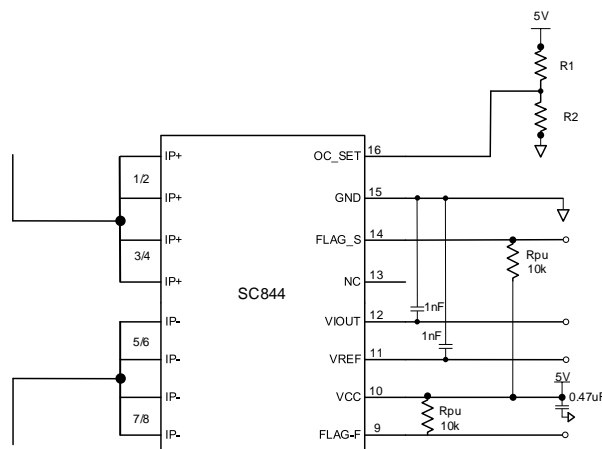 5V
R1
R2
IP+
OC_SET
16
1/2
IP+
GND
15
IP+
FLAG_S
14
3/4
Rpu
10k
IP+
NC
13
SC844
1nF
IP-
VIOUT
12
5/6
1nF
IP-
VREF
11
5V
IP-
VCC
10
0.47uF
7/8
Rpu
10k
IP-
FLAG-F
9